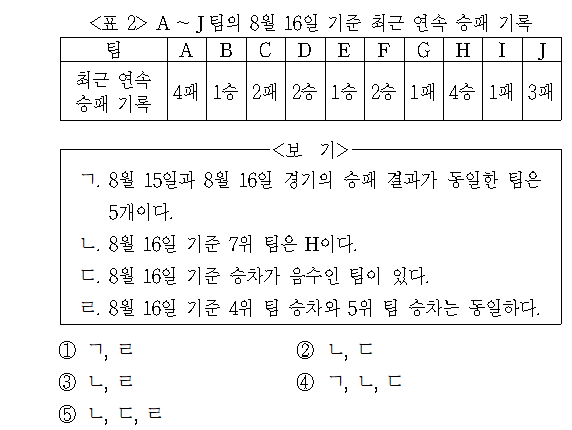 <표 2> A ~ J 팀의 8월 16일 기준 최근 연속 승패 기록
팀 A B C D E F G H I J
최근 연속
승패 기록 4패 1승 2패 2승 1승 2승 1패 4승 1패 3패
<보 기>
ㄱ. 8월 15일과 8월 16일 경기의 승패 결과가 동일한 팀은
5개이다.
ㄴ. 8월 16일 기준 7위 팀은 H이다.
ㄷ. 8월 16일 기준 승차가 음수인 팀이 있다.
ㄹ. 8월 16일 기준 4위 팀 승차와 5위 팀 승차는 동일하다.
① ㄱ, ㄹ ② ㄴ, ㄷ
③ ㄴ, ㄹ ④ ㄱ, ㄴ, ㄷ
⑤ ㄴ, ㄷ, ㄹ